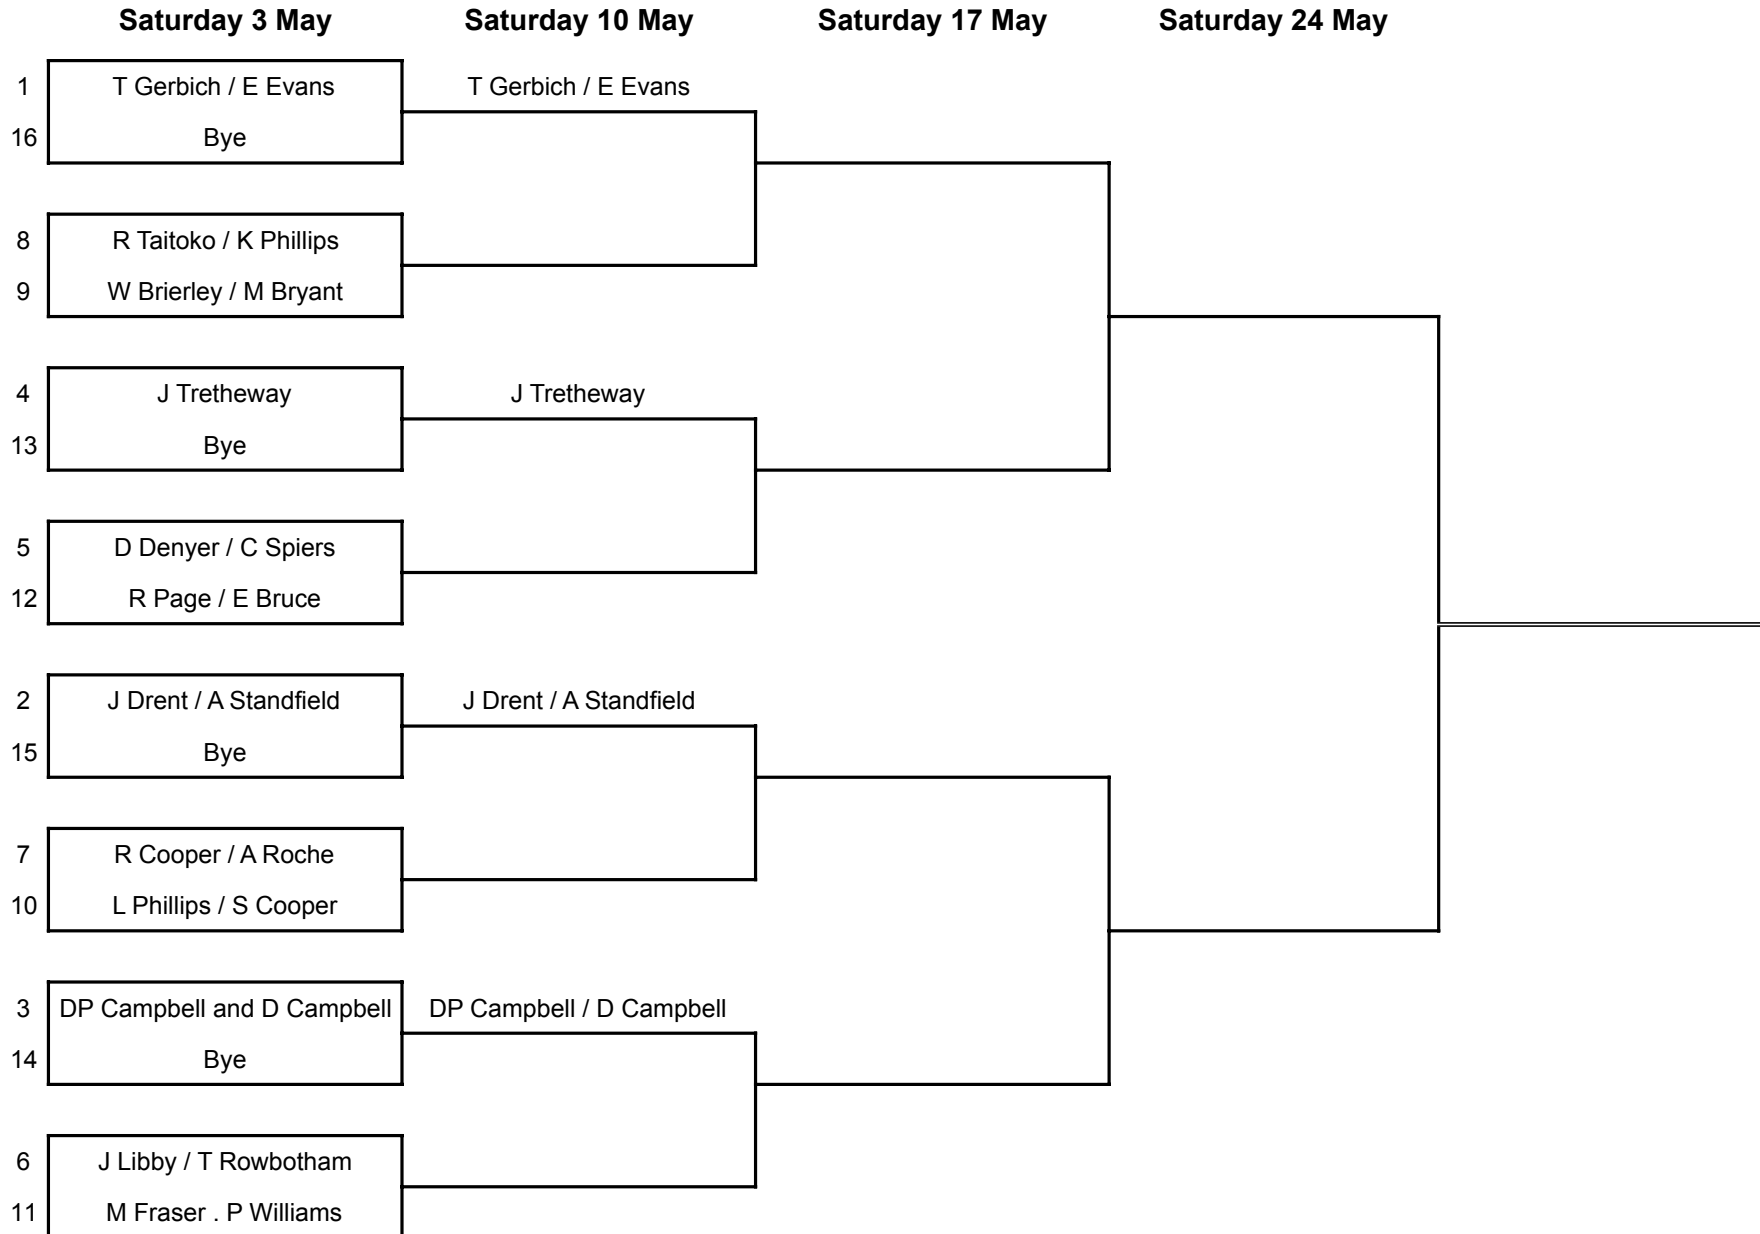 Saturday 3 May Saturday 10 May Saturday 17 May Saturday 24 May
1 T Gerbich / E Evans T Gerbich / E Evans
16 Bye
8 R Taitoko / K Phillips
9 W Brierley / M Bryant
4 J Tretheway J Tretheway
13 Bye
5 D Denyer / C Spiers
12 R Page / E Bruce
2 J Drent / A Standfield J Drent / A Standfield
15 Bye
7 R Cooper / A Roche
10 L Phillips / S Cooper
3 DP Campbell and D Campbell DP Campbell / D Campbell
14 Bye
6 J Libby / T Rowbotham
11 M Fraser . P Williams